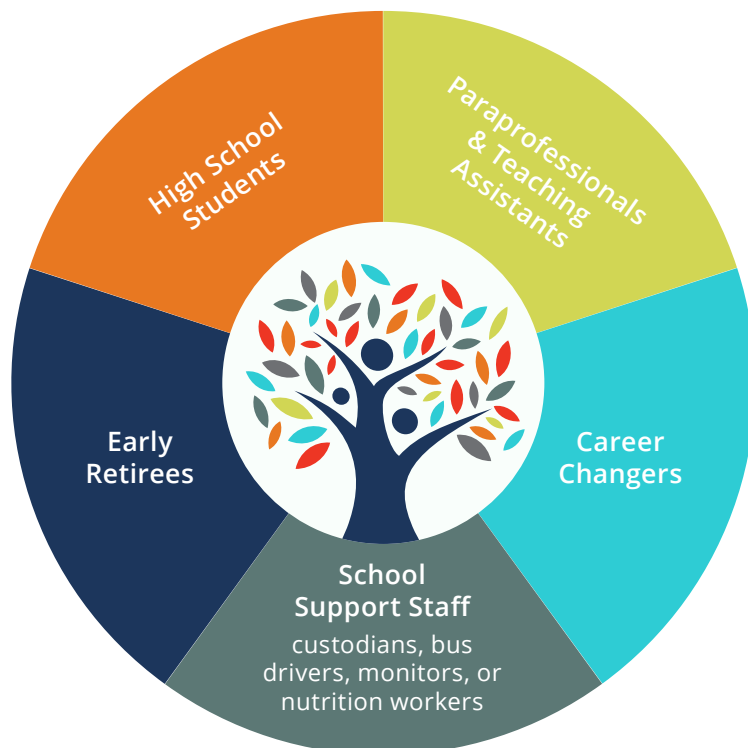 High School
Students
Paraprofessionals
& Teaching
Assistants
Early
Retirees
Career
Changers
School
Support Staff
custodians, bus
drivers, monitors, or
nutrition workers